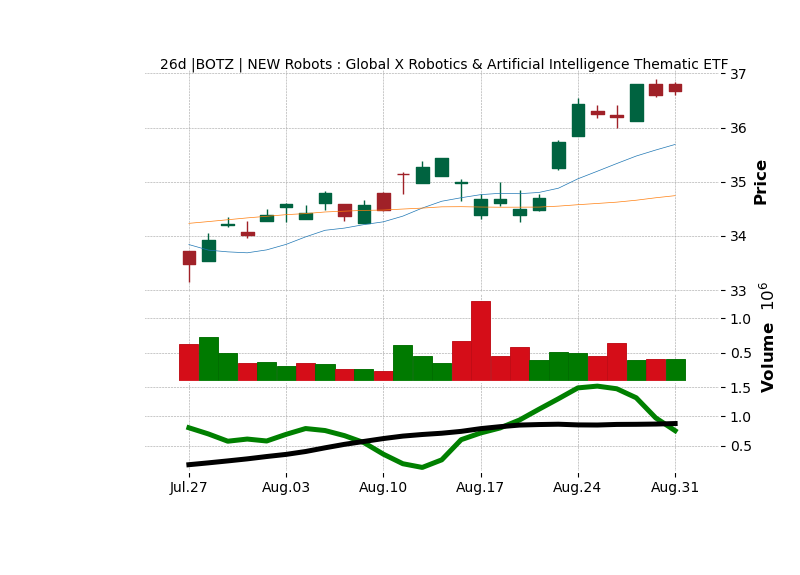 26d |BOTZ | NEW Robots : Global X Robotics & Artificial Intelligence Thematic ETF
37
36
35
34
33
Price
1.0
0.5
Volume 10^6
1.5
1.0
0.5
Jul.27 Aug.03 Aug.10 Aug.17 Aug.24 Aug.31